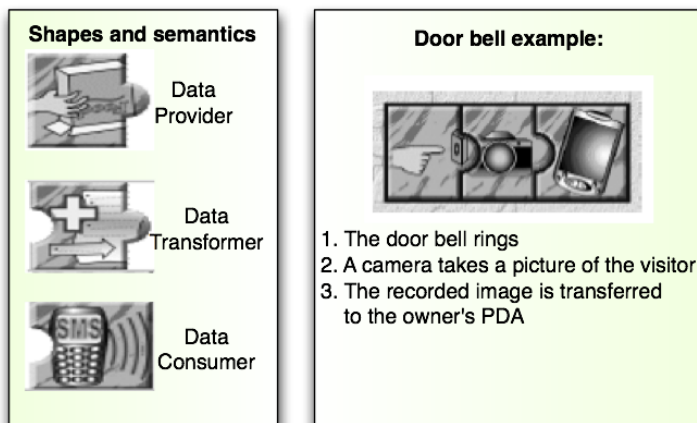 Shapes and semantics
Data
Provider
Data
Transformer
SMS
Data
Consumer
Door bell example:
1. The door bell rings
2. A camera takes a picture of the visitor
3. The recorded image is transferred
to the owner's PDA